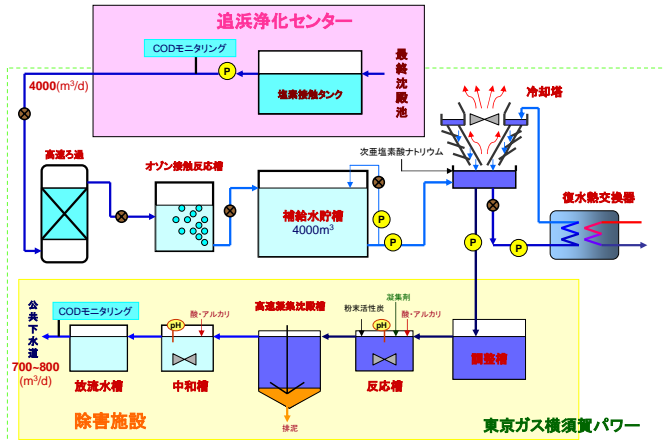 追浜浄化センター
CODモニタリング
P
4000(m³/d)
塩素接触タンク
最終沈殿池
冷却塔
高速ろ過
オゾン接触反応槽
次亜塩素酸ナトリウム
補給水貯槽
4000m³
P
P
復水熱交換器
P
P
公共下水道
CODモニタリング
700~800
(m³/d)
pH
酸・アルカリ
高速凝集沈殿槽
粉末活性炭
凝集剤
pH
酸・アルカリ
放流水槽
中和槽
反応槽
調整槽
排泥
除害施設
東京ガス横須賀パワー